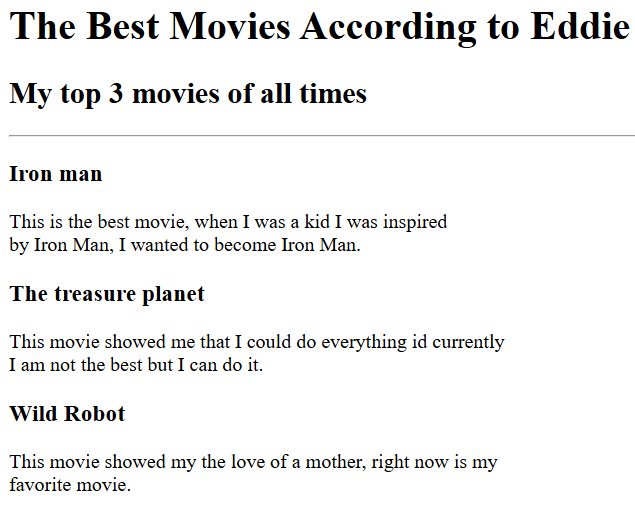 The Best Movies According to Eddie
My top 3 movies of all times
Iron man
This is the best movie, when I was a kid I was inspired
by Iron Man, I wanted to become Iron Man.
The treasure planet
This movie showed me that I could do everything id currently
I am not the best but I can do it.
Wild Robot
This movie showed my the love of a mother, right now is my
favorite movie.